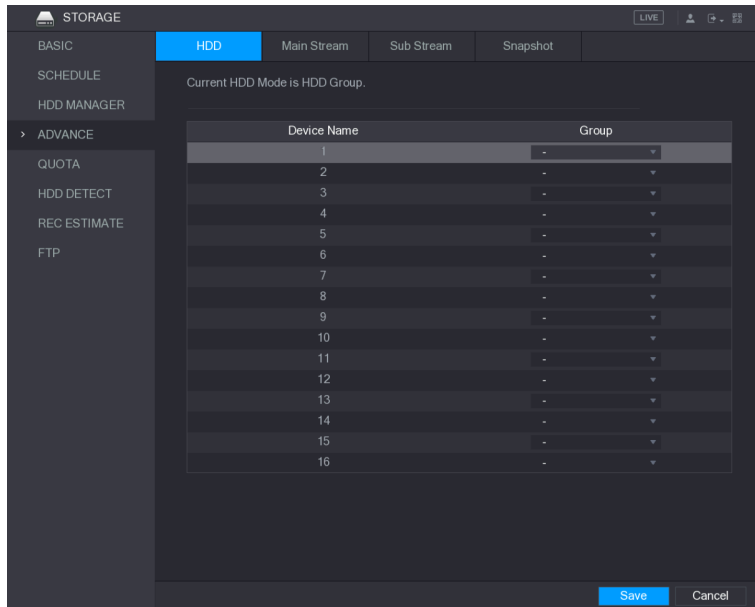 STORAGE
LIVE
BASIC
SCHEDULE
HDD MANAGER
ADVANCE
QUOTA
HDD DETECT
REC ESTIMATE
FTP
HDD Main Stream Sub Stream Snapshot
Current HDD Mode is HDD Group.
Device Name Group
1 -
2 -
3 -
4 -
5 -
6 -
7 -
8 -
9 -
10 -
11 -
12 -
13 -
14 -
15 -
16 -
Save Cancel